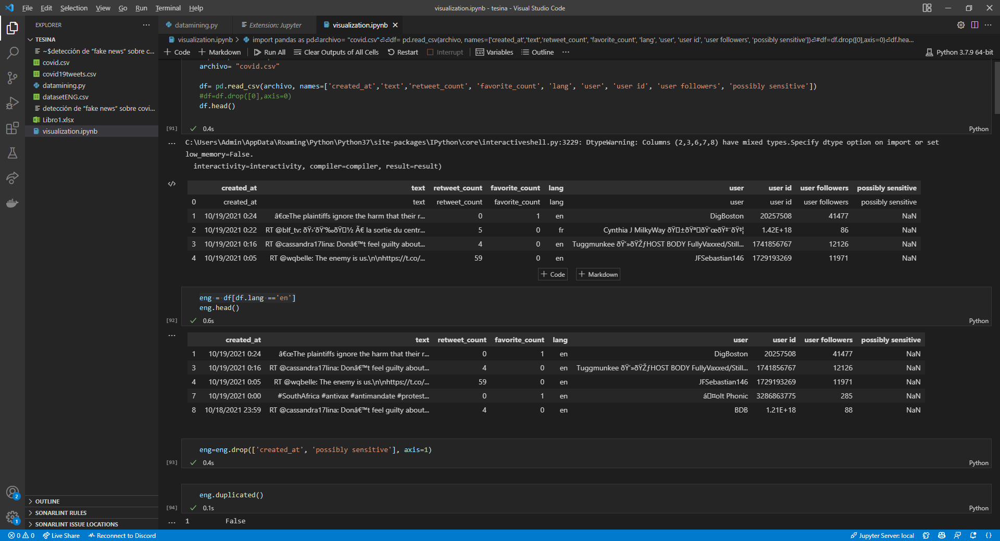 File Edit Selection View Go Run Terminal Help
visualization.ipynb - tesina - Visual Studio Code
EXPLORER
TESINA
~$detección de “fake news” sobre c...
covid.csv
covid19tweets.csv
datamining.py
datasetENG.csv
detección de “fake news” sobre covi...
Libro1.xlsx
visualization.ipynb
OUTLINE
SONARLINT RULES
SONARLINT ISSUE LOCATIONS
2
1
datamining.py Extension: Jupyter visualization.ipynb
visualization.ipynb > import pandas as pd⏎archivo= "covid.csv"⏎⏎df= pd.read_csv(archivo, names=['created_at','text','retweet_count', 'favorite_count', 'lang', 'user', 'user id', 'user followers', 'possibly sensitive'])⏎#df=df.drop([0],axis=0)⏎df.hea...
+ Code + Markdown Run All Clear Outputs of All Cells Restart Interrupt Variables Outline ... Python 3.7.9 64-bit
archivo= "covid.csv"
df= pd.read_csv(archivo, names=['created_at','text','retweet_count', 'favorite_count', 'lang', 'user', 'user id', 'user followers', 'possibly sensitive'])
#df=df.drop([0],axis=0)
df.head()
[91] 0.4s Python
C:\Users\Admin\AppData\Roaming\Python\Python37\site-packages\IPython\core\interactiveshell.py:3229: DtypeWarning: Columns (2,3,6,7,8) have mixed types.Specify dtype option on import or set
low_memory=False.
interactivity=interactivity, compiler=compiler, result=result)
created_at text retweet_count favorite_count lang user user id user followers possibly sensitive
0 created_at text retweet_count favorite_count lang user user id user followers possibly sensitive
1 10/19/2021 0:24 â€œThe plaintiffs ignore the harm that their r... 0 1 en DigBoston 20257508 41477 NaN
2 10/19/2021 0:22 RT @blf_tv: la sortie du centr... 5 0 fr Cynthia J MilkyWay 1.42E+18 86 NaN
3 10/19/2021 0:16 RT @cassandra17lina: Donâ€™t feel guilty about... 4 0 en Tuggmunkee ðŸ‘»ðŸŽƒHOST BODY FullyVaxxed/Still... 1741856767 12126 NaN
4 10/19/2021 0:05 RT @wqbelle: The enemy is us.\n\nhttps://t.co/... 59 0 en JFSebastian146 1729193269 11971 NaN
+ Code + Markdown
eng = df[df.lang =='en']
eng.head()
[92] 0.6s Python
created_at text retweet_count favorite_count lang user user id user followers possibly sensitive
1 10/19/2021 0:24 â€œThe plaintiffs ignore the harm that their r... 0 1 en DigBoston 20257508 41477 NaN
3 10/19/2021 0:16 RT @cassandra17lina: Donâ€™t feel guilty about... 4 0 en Tuggmunkee ðŸ‘»ðŸŽƒHOST BODY FullyVaxxed/Still... 1741856767 12126 NaN
4 10/19/2021 0:05 RT @wqbelle: The enemy is us.\n\nhttps://t.co/... 59 0 en JFSebastian146 1729193269 11971 NaN
7 10/19/2021 0:00 #SouthAfrica #antivax #antimandate #protest... 0 1 en Phonic 3286863775 285 NaN
8 10/18/2021 23:59 RT @cassandra17lina: Donâ€™t feel guilty about... 4 0 en BDB 1.21E+18 88 NaN
eng=eng.drop(['created_at', 'possibly sensitive'], axis=1)
[93] 0.4s Python
eng.duplicated()
[94] 0.1s Python
1 False
0 0 Live Share Reconnect to Discord Jupyter Server: local